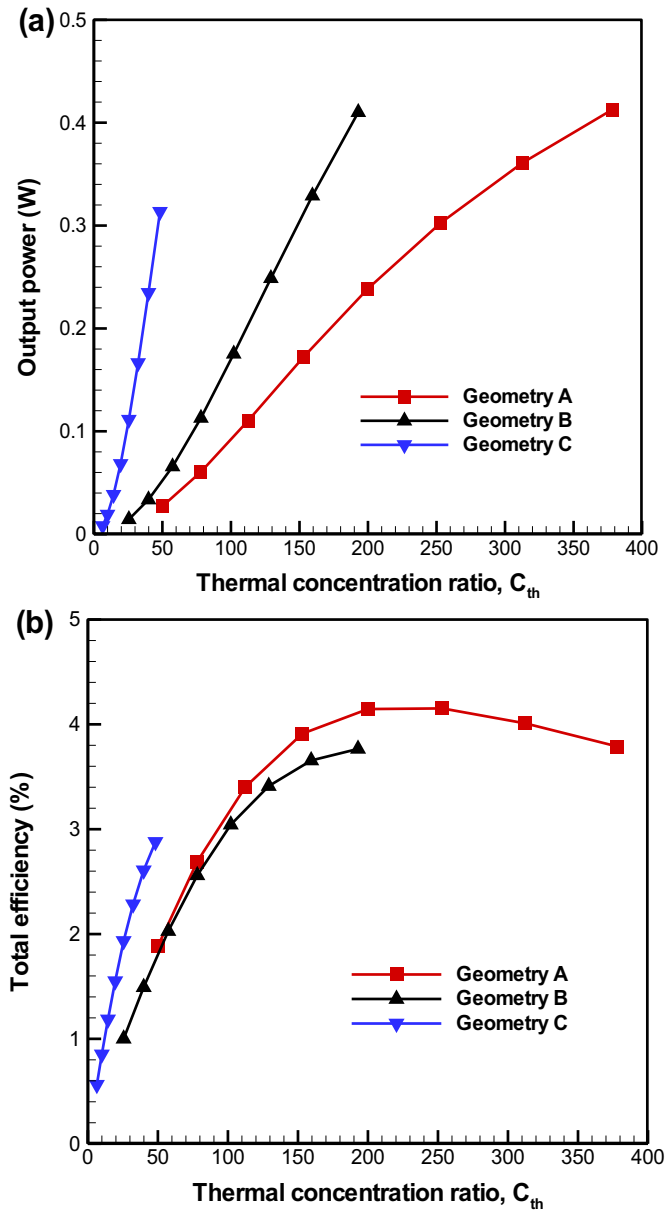 (a)
0.5
0.4
0.3
0.2
0.1
0
Output power (W)
Geometry A
Geometry B
Geometry C
0 50 100 150 200 250 300 350 400
Thermal concentration ratio, Cth
(b)
5
4
3
2
1
0
Total efficiency (%)
Geometry A
Geometry B
Geometry C
0 50 100 150 200 250 300 350 400
Thermal concentration ratio, Cth